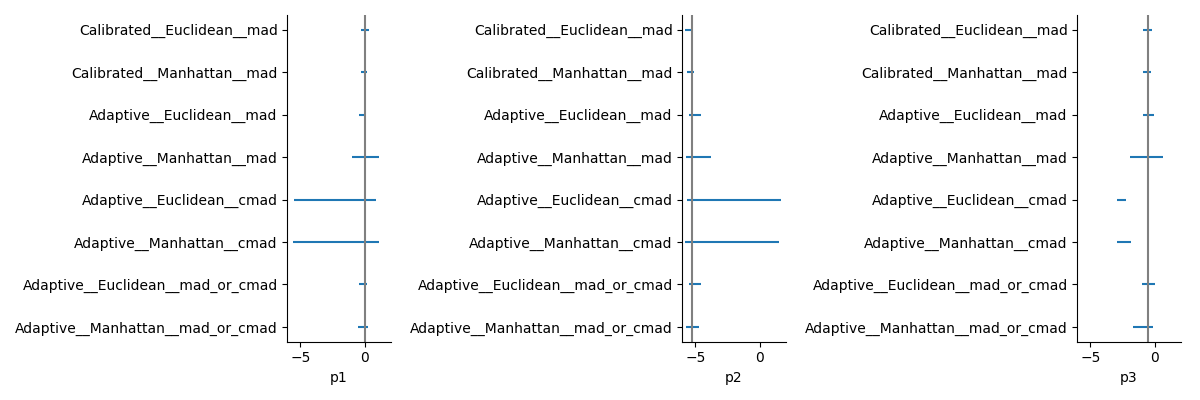 Calibrated__Euclidean__mad
Calibrated__Manhattan__mad
Adaptive__Euclidean__mad
Adaptive__Manhattan__mad
Adaptive__Euclidean__cmad
Adaptive__Manhattan__cmad
Adaptive__Euclidean__mad_or_cmad
Adaptive__Manhattan__mad_or_cmad
−5 0
p1
Calibrated__Euclidean__mad
Calibrated__Manhattan__mad
Adaptive__Euclidean__mad
Adaptive__Manhattan__mad
Adaptive__Euclidean__cmad
Adaptive__Manhattan__cmad
Adaptive__Euclidean__mad_or_cmad
Adaptive__Manhattan__mad_or_cmad
−5 0
p2
Calibrated__Euclidean__mad
Calibrated__Manhattan__mad
Adaptive__Euclidean__mad
Adaptive__Manhattan__mad
Adaptive__Euclidean__cmad
Adaptive__Manhattan__cmad
Adaptive__Euclidean__mad_or_cmad
Adaptive__Manhattan__mad_or_cmad
−5 0
p3